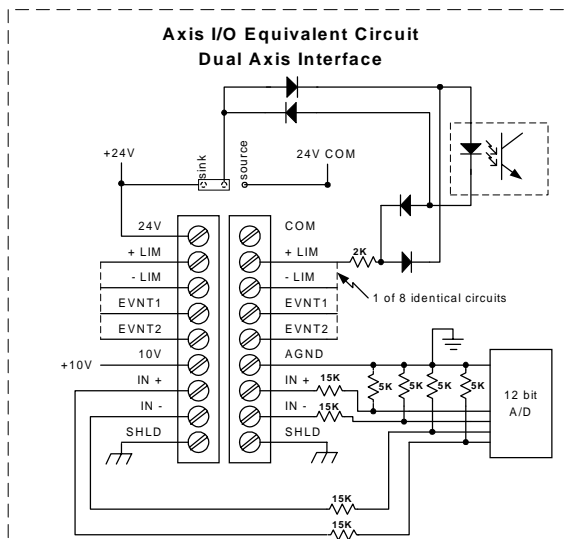 Axis I/O Equivalent Circuit
Dual Axis Interface
+24V
sink
source
24V COM
24V
COM
+ LIM
+ LIM
2K
- LIM
- LIM
1 of 8 identical circuits
EVNT1
EVNT1
EVNT2
EVNT2
+10V
10V
AGND
IN +
IN +
15K
5K
5K
5K
5K
12 bit
A/D
IN -
IN -
15K
SHLD
SHLD
15K
15K